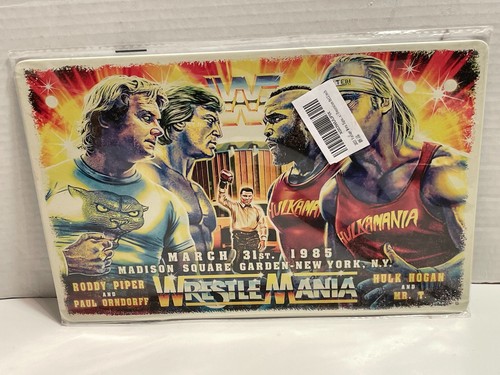 WF
HULKAMANIA
HULKAMANIA
MARCH 31ST. 1985
MADISON SQUARE GARDEN-NEW YORK, N.Y.
RODDY PIPER
AND
PAUL ORNDORFF
WRESTLEMANIA
HULK HOGAN
AND
MR. T